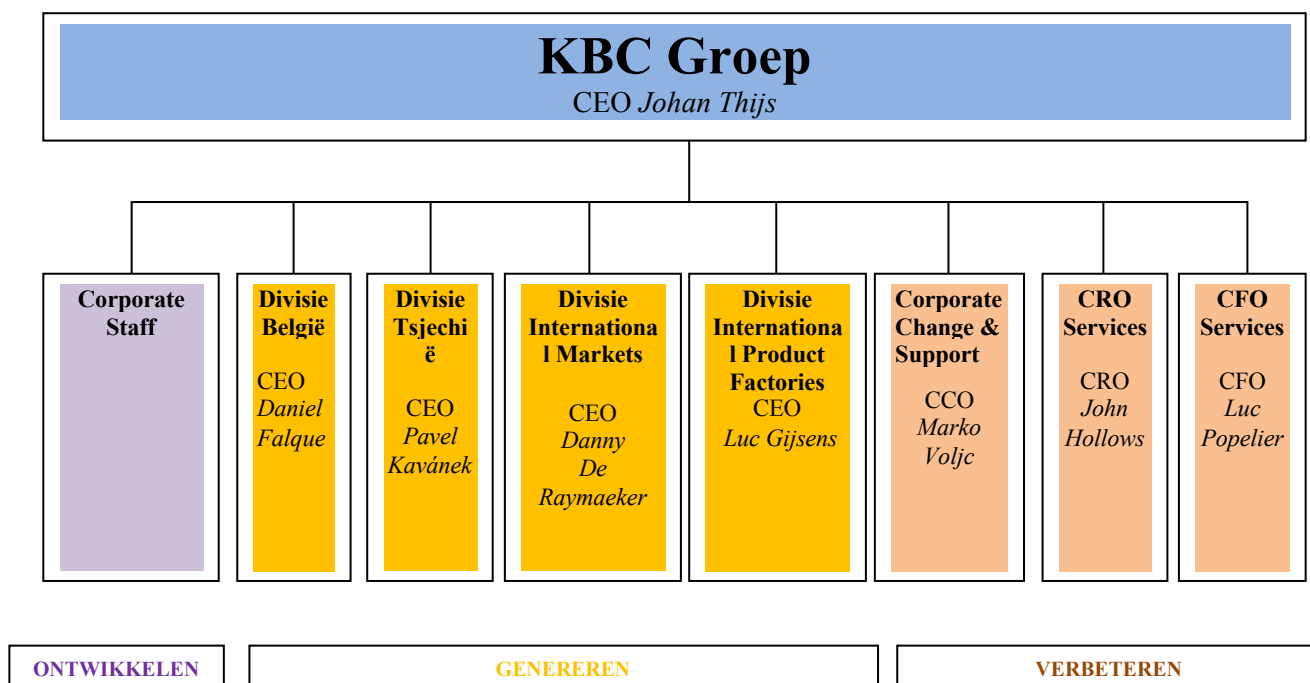 KBC Groep
CEO Johan Thijs
Corporate
Staff
Divisie
België
CEO
Daniel
Falque
Divisie
Tsjechi
ë
CEO
Pavel
Kavánek
Divisie
Internationa
l Markets
CEO
Danny
De
Raymaeker
Divisie
Internationa
l Product
Factories
CEO
Luc Gijsens
Corporate
Change &
Support
CCO
Marko
Voljc
CRO
Services
CRO
John
Hollows
CFO
Services
CFO
Luc
Popelier
ONTWIKKELEN
GENEREREN
VERBETEREN